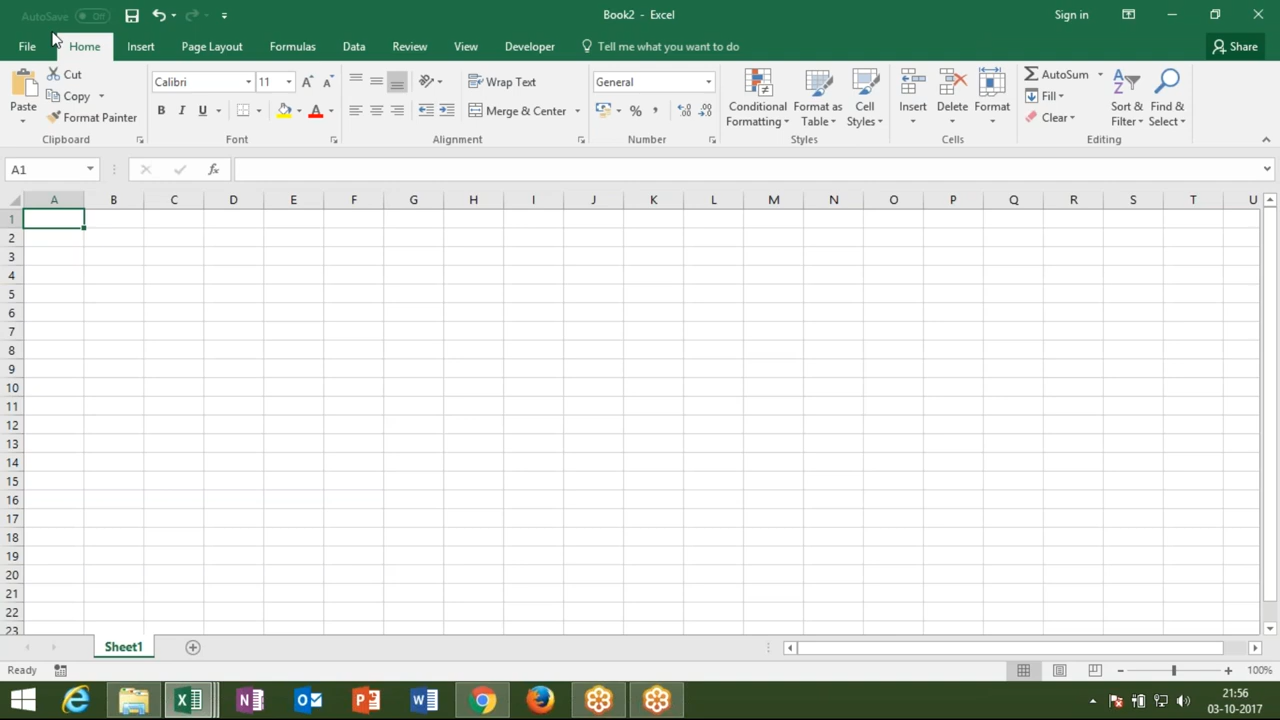 AutoSave Off
Book2 - Excel
Sign in
File Home Insert Page Layout Formulas Data Review View Developer Tell me what you want to do Share
Paste
Cut
Copy
Format Painter
Clipboard
Calibri 11
B I U
Font
Wrap Text
Merge & Center
Alignment
General
%
Number
Conditional Formatting
Format as Table
Cell Styles
Styles
Insert Delete Format
Cells
AutoSum
Fill
Clear
Sort & Filter
Find & Select
Editing
A1 fx
A B C D E F G H I J K L M N O P Q R S T U
1
2
3
4
5
6
7
8
9
10
11
12
13
14
15
16
17
18
19
20
21
22
23
Sheet1
Ready 100%
21:56
03-10-2017